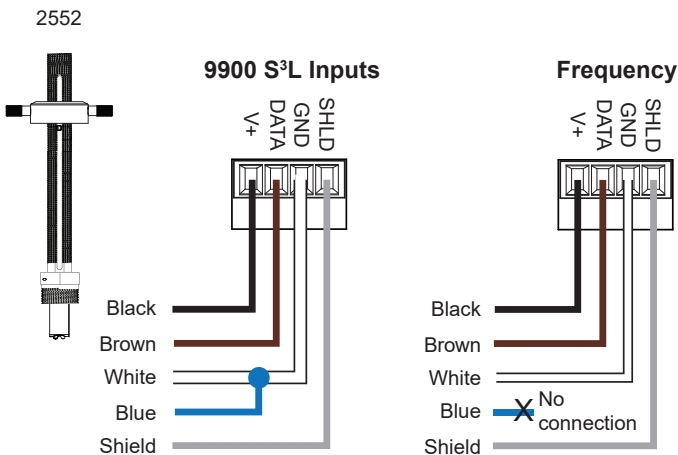 2552
9900 S³L Inputs
V+
DATA
GND
SHLD
Black
Brown
White
Blue
Shield
Frequency
V+
DATA
GND
SHLD
Black
Brown
White
Blue
No
connection
Shield